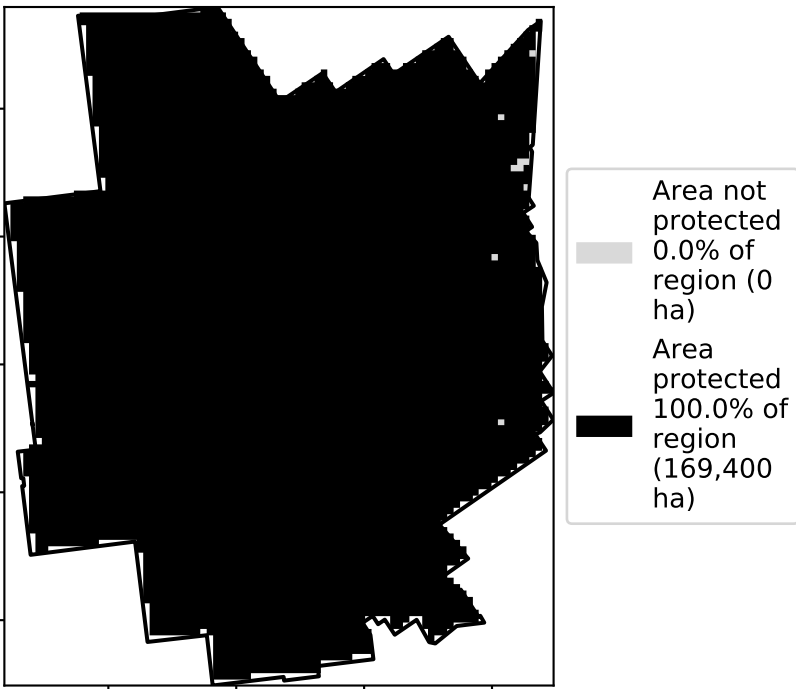 Area not
protected
0.0% of
region (0
ha)
Area
protected
100.0% of
region
(169,400
ha)